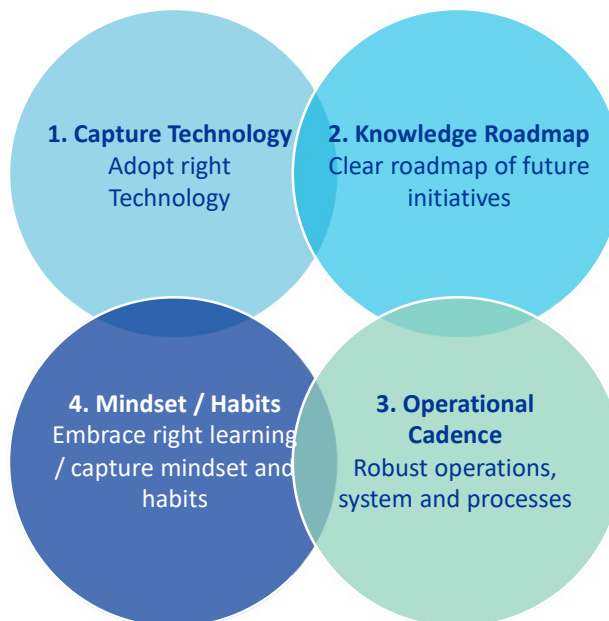 1. Capture Technology
Adopt right
Technology
2. Knowledge Roadmap
Clear roadmap of future
initiatives
4. Mindset / Habits
Embrace right learning
/ capture mindset and
habits
3. Operational
Cadence
Robust operations,
system and processes